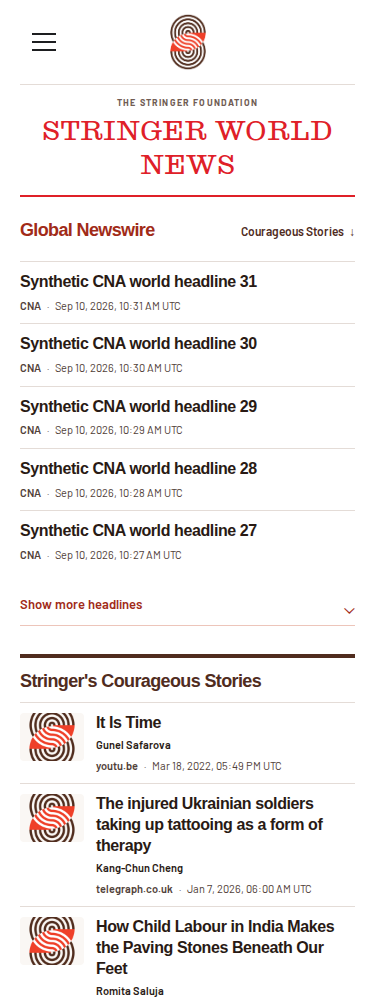 THE STRINGER FOUNDATION
STRINGER WORLD
NEWS
Global Newswire
Courageous Stories ↓
Synthetic CNA world headline 31
CNA · Sep 10, 2026, 10:31 AM UTC
Synthetic CNA world headline 30
CNA · Sep 10, 2026, 10:30 AM UTC
Synthetic CNA world headline 29
CNA · Sep 10, 2026, 10:29 AM UTC
Synthetic CNA world headline 28
CNA · Sep 10, 2026, 10:28 AM UTC
Synthetic CNA world headline 27
CNA · Sep 10, 2026, 10:27 AM UTC
Show more headlines
Stringer's Courageous Stories
It Is Time
Gunel Safarova
youtu.be · Mar 18, 2022, 05:49 PM UTC
The injured Ukrainian soldiers
taking up tattooing as a form of
therapy
Kang-Chun Cheng
telegraph.co.uk · Jan 7, 2026, 06:00 AM UTC
How Child Labour in India Makes
the Paving Stones Beneath Our
Feet
Romita Saluja